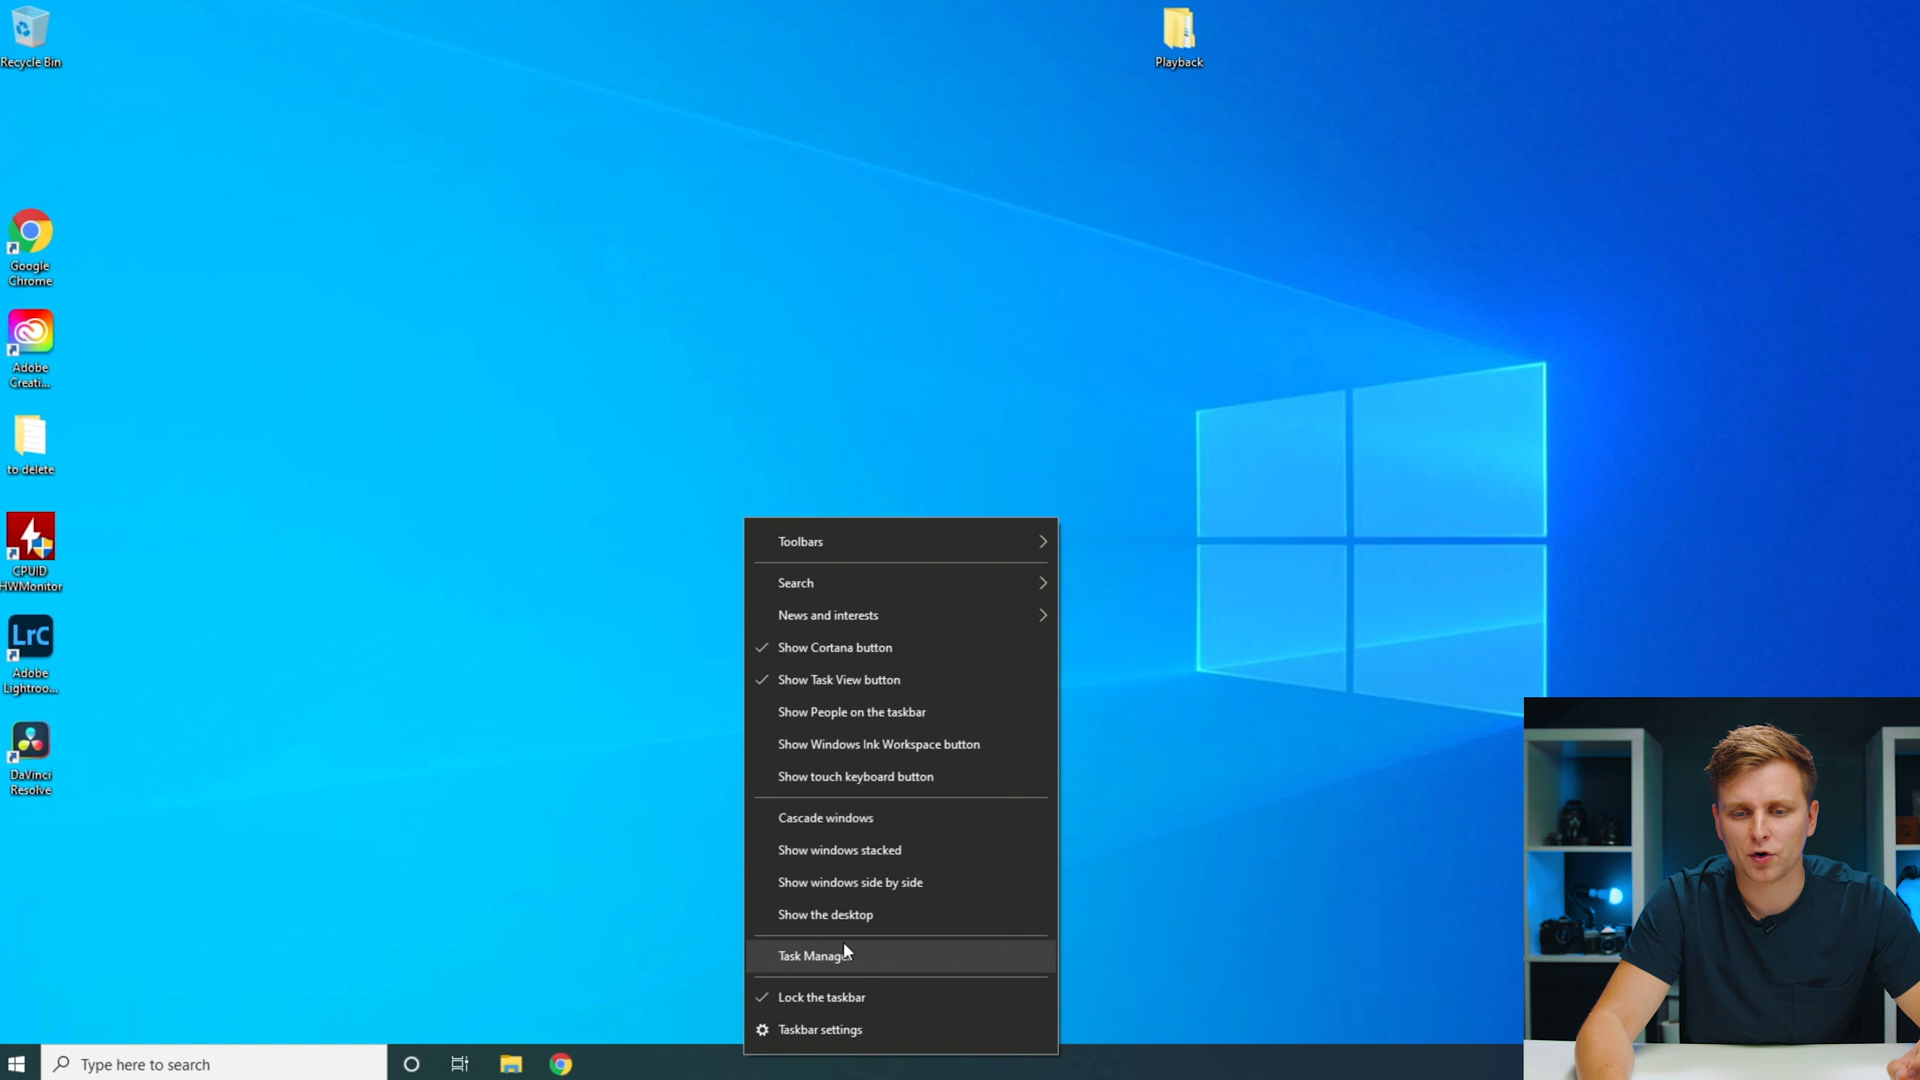 Recycle Bin
Playback
Google
Chrome
Adobe
Creati...
to delete
CPUID
HWMonitor
LrC
Adobe
Lightroo...
DaVinci
Resolve
Toolbars
Search
News and interests
Show Cortana button
Show Task View button
Show People on the taskbar
Show Windows Ink Workspace button
Show touch keyboard button
Cascade windows
Show windows stacked
Show windows side by side
Show the desktop
Task Manager
Lock the taskbar
Taskbar settings
Type here to search